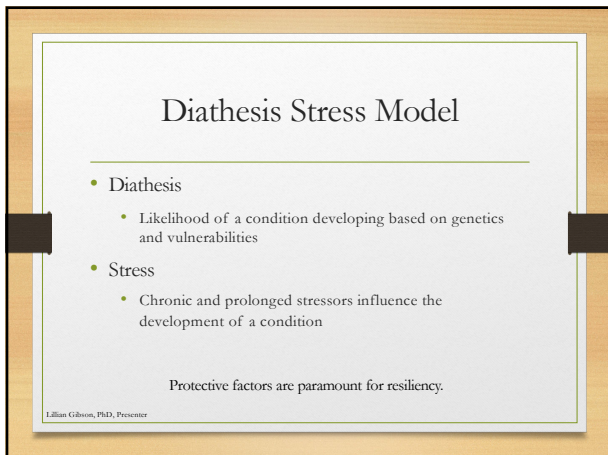 Diathesis Stress Model
• Diathesis
• Likelihood of a condition developing based on genetics
and vulnerabilities
• Stress
• Chronic and prolonged stressors influence the
development of a condition
Protective factors are paramount for resiliency.
Lillian Gibson, PhD, Presenter